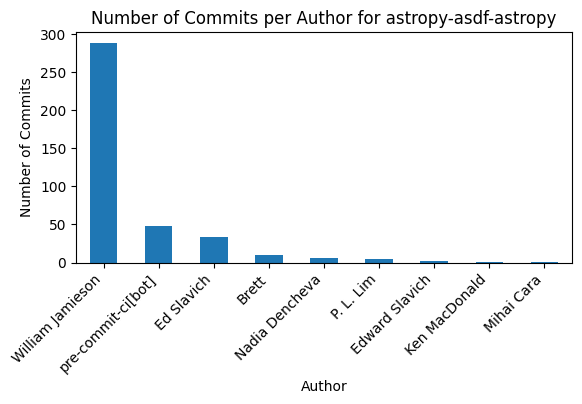 Number of Commits per Author for astropy-asdf-astropy
Number of Commits
300
250
200
150
100
50
0
William Jamieson
pre-commit-ci[bot]
Ed Slavich
Brett
Nadia Dencheva
P. L. Lim
Edward Slavich
Ken MacDonald
Mihai Cara
Author